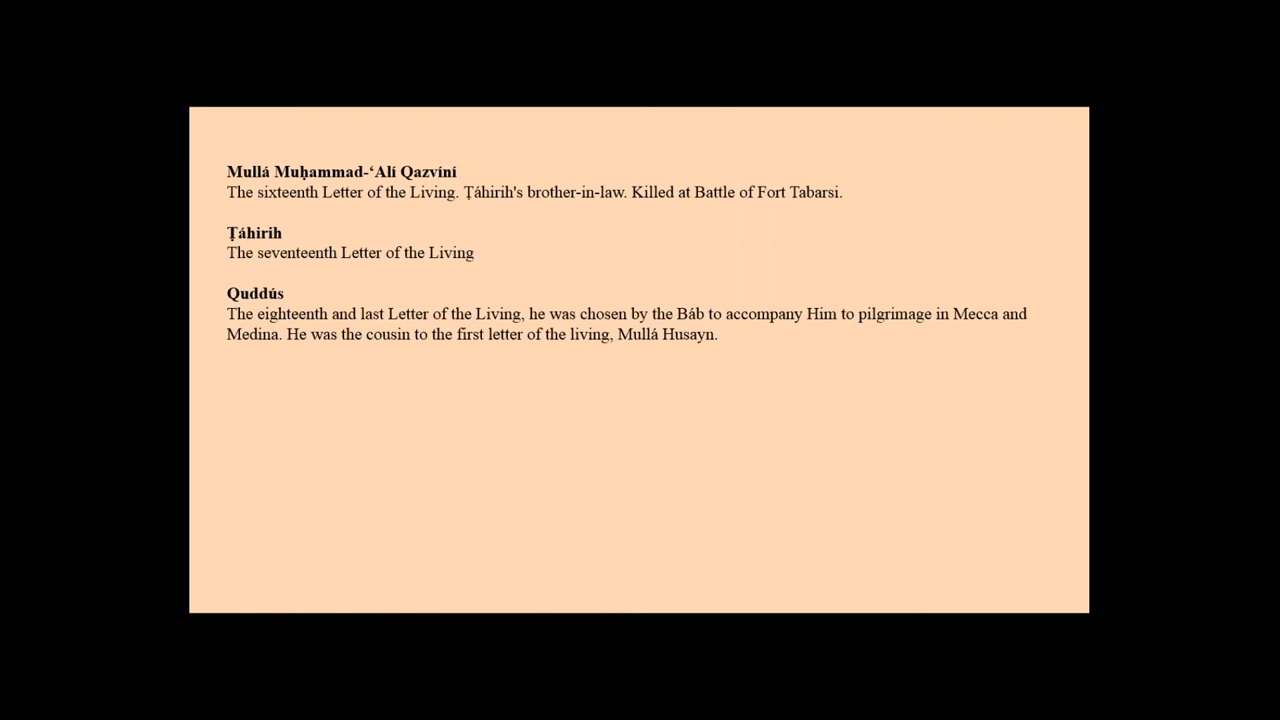 Mullá Muḥammad-‘Alí Qazvíní
The sixteenth Letter of the Living. Ṭáhirih's brother-in-law. Killed at Battle of Fort Tabarsi.
Ṭáhirih
The seventeenth Letter of the Living
Quddús
The eighteenth and last Letter of the Living, he was chosen by the Báb to accompany Him to pilgrimage in Mecca and
Medina. He was the cousin to the first letter of the living, Mullá Husayn.